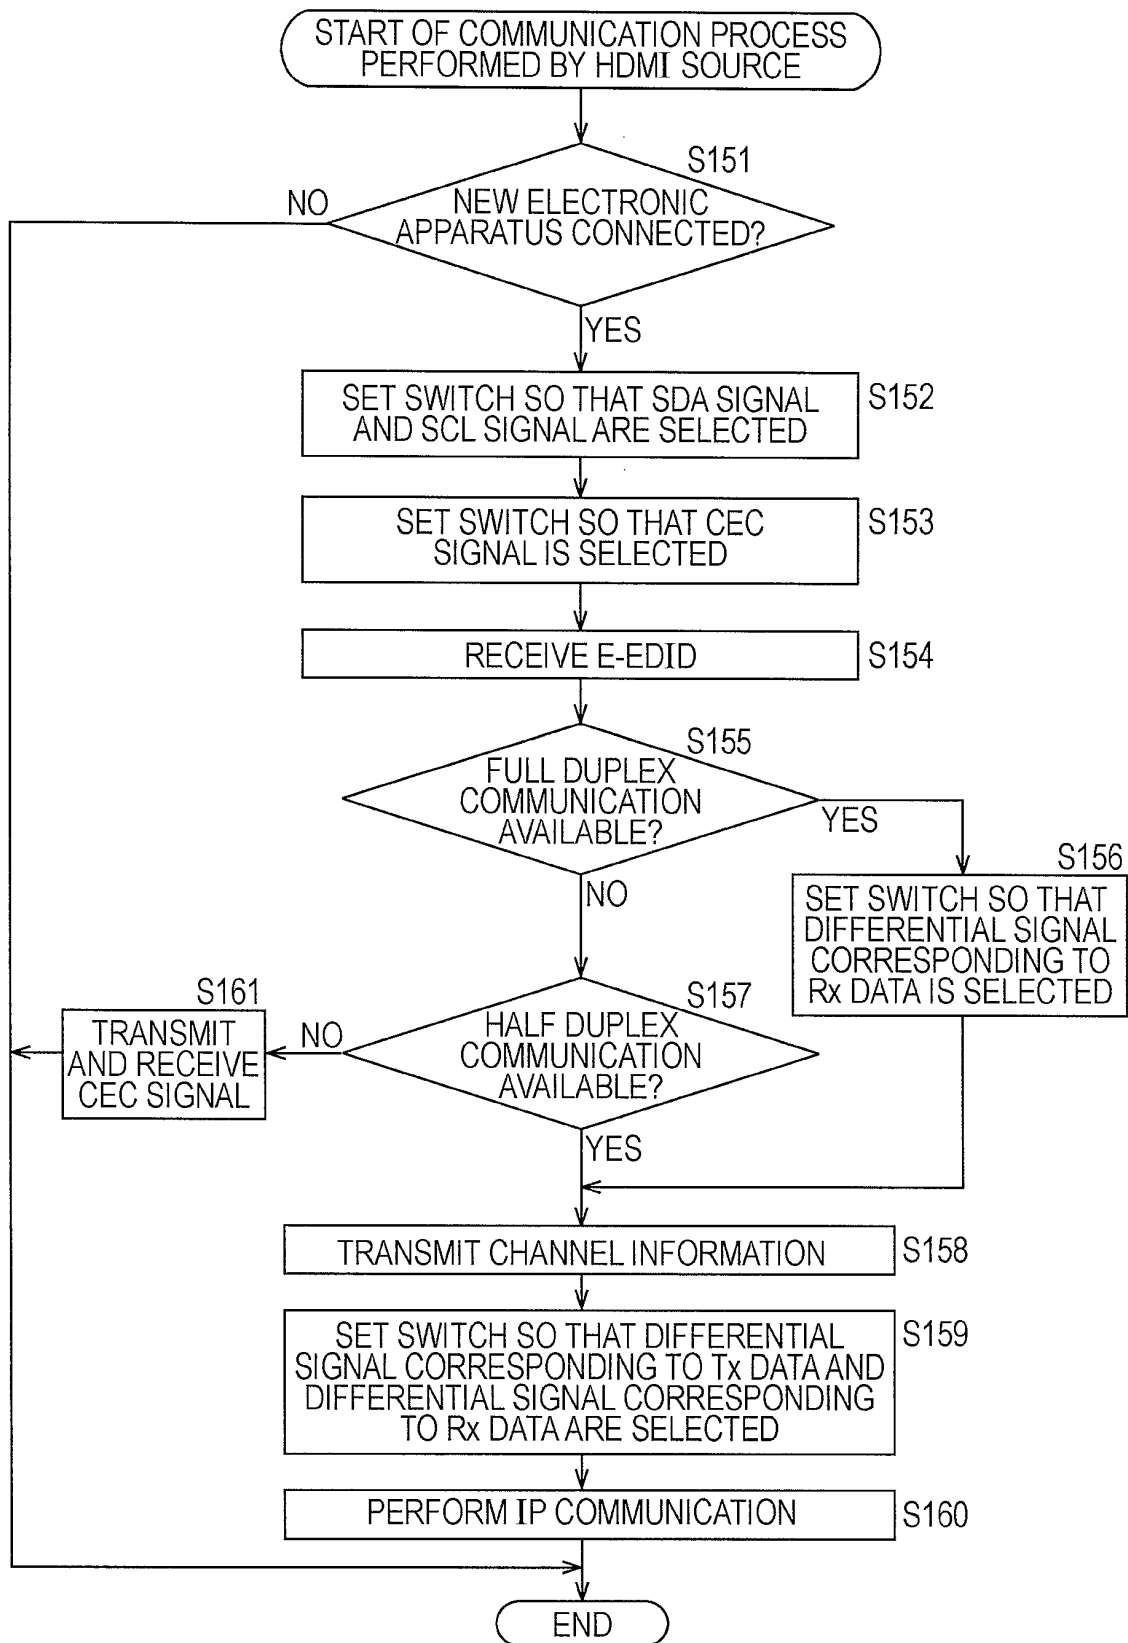 START OF COMMUNICATION PROCESS
PERFORMED BY HDMI SOURCE
S151
NEW ELECTRONIC
APPARATUS CONNECTED?
NO
YES
SET SWITCH SO THAT SDA SIGNAL
AND SCL SIGNAL ARE SELECTED
S152
SET SWITCH SO THAT CEC
SIGNAL IS SELECTED
S153
RECEIVE E-EDID
S154
S155
FULL DUPLEX
COMMUNICATION
AVAILABLE?
YES
NO
S156
SET SWITCH SO THAT
DIFFERENTIAL SIGNAL
CORRESPONDING TO
Rx DATA IS SELECTED
S157
HALF DUPLEX
COMMUNICATION
AVAILABLE?
NO
YES
S161
TRANSMIT
AND RECEIVE
CEC SIGNAL
TRANSMIT CHANNEL INFORMATION
S158
SET SWITCH SO THAT DIFFERENTIAL
SIGNAL CORRESPONDING TO Tx DATA AND
DIFFERENTIAL SIGNAL CORRESPONDING
TO Rx DATA ARE SELECTED
S159
PERFORM IP COMMUNICATION
S160
END